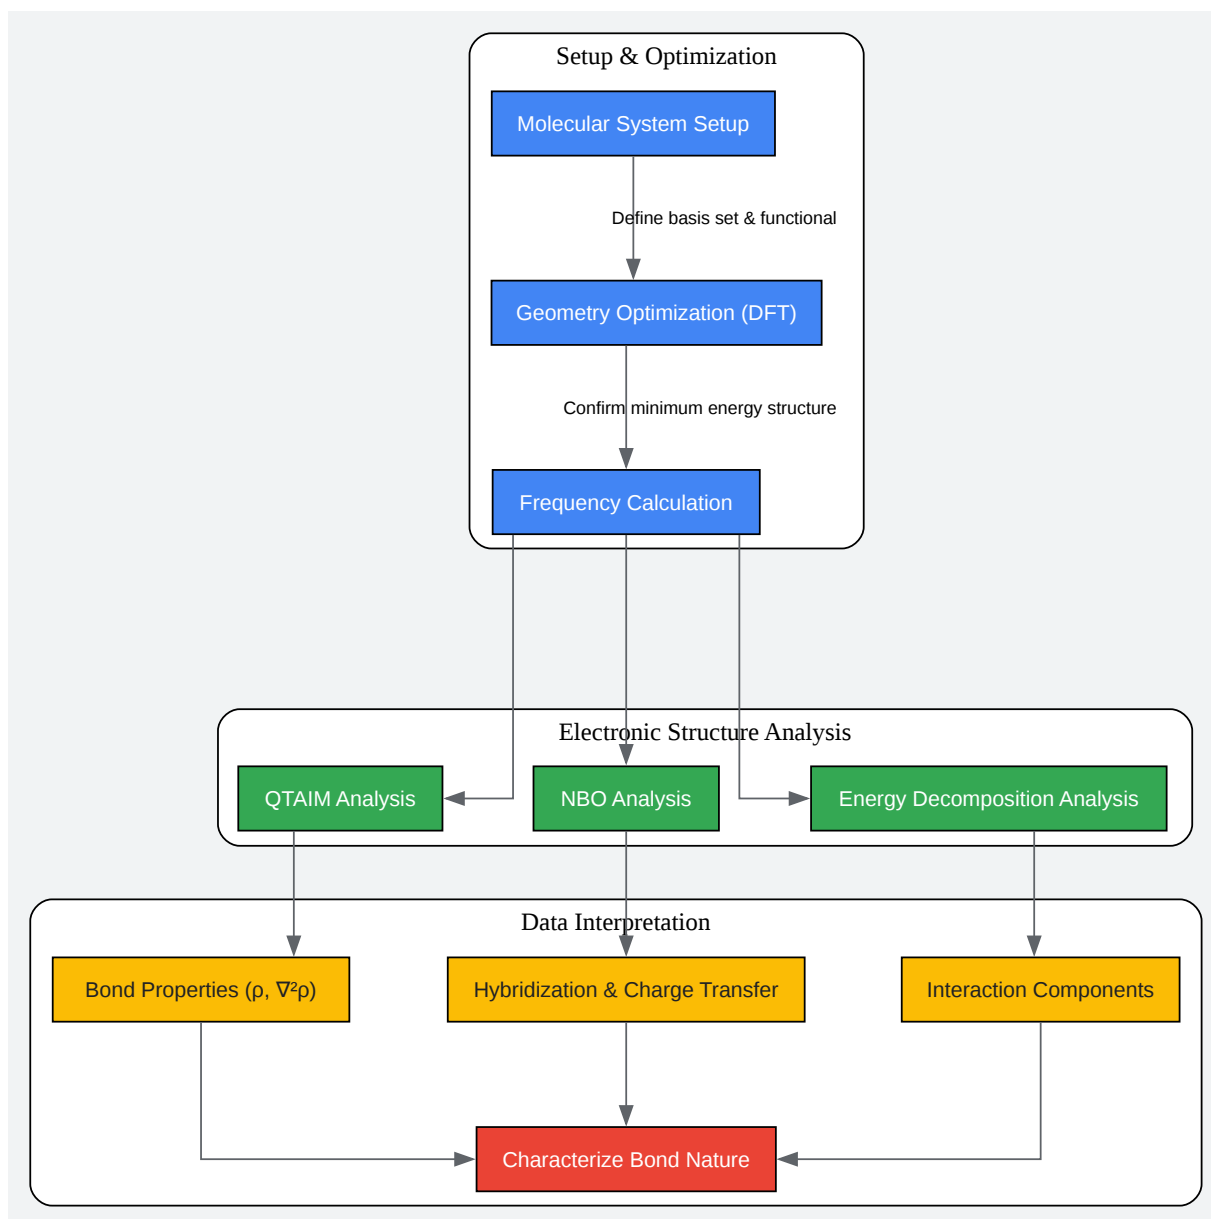 Setup & Optimization
Molecular System Setup
Define basis set & functional
Geometry Optimization (DFT)
Confirm minimum energy structure
Frequency Calculation
Electronic Structure Analysis
QTAIM Analysis
NBO Analysis
Energy Decomposition Analysis
Data Interpretation
Bond Properties (ρ, ∇²ρ)
Hybridization & Charge Transfer
Interaction Components
Characterize Bond Nature